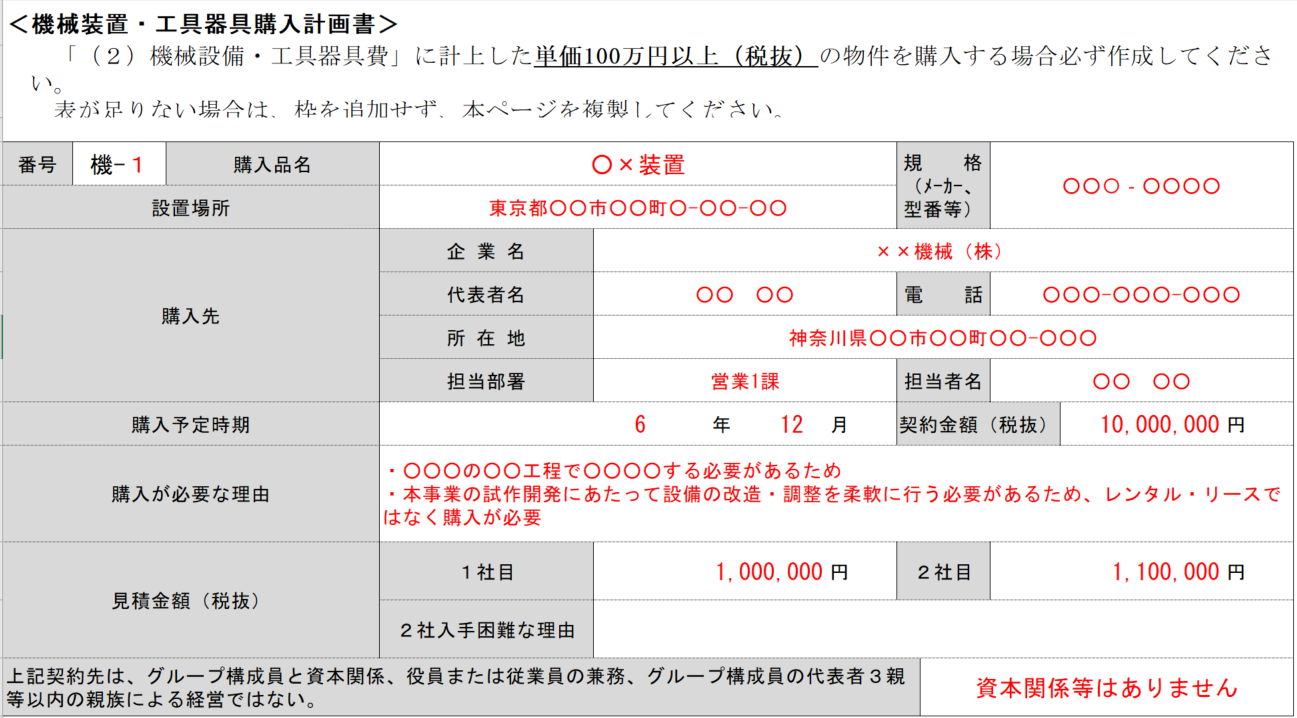 ＜機械装置・工具器具購入計画書＞
「（２）機械設備・工具器具費」に計上した単価100万円以上（税抜）の物件を購入する場合必ず作成してくださ
い。
表が足りない場合は、枠を追加せず、本ページを複製してください。
番号 機-1 購入品名 〇×装置 規　格（ﾒｰｶｰ、型番等） 〇〇〇 - 〇〇〇〇
設置場所 東京都〇〇市〇〇町〇-〇〇-〇〇
購入先
企 業 名 ××機械（株）
代表者名 〇〇　〇〇 電　話 〇〇〇-〇〇〇-〇〇〇
所 在 地 神奈川県〇〇市〇〇町〇〇-〇〇〇
担当部署 営業1課 担当者名 〇〇　〇〇
購入予定時期 6 年 12 月 契約金額（税抜） 10,000,000 円
購入が必要な理由
・〇〇〇の〇〇工程で〇〇〇〇する必要があるため
・本事業の試作開発にあたって設備の改造・調整を柔軟に行う必要があるため、レンタル・リースで
はなく購入が必要
見積金額（税抜）
１社目 1,000,000 円 ２社目 1,100,000 円
２社入手困難な理由
上記契約先は、グループ構成員と資本関係、役員または従業員の兼務、グループ構成員の代表者３親
等以内の親族による経営ではない。
資本関係等はありません